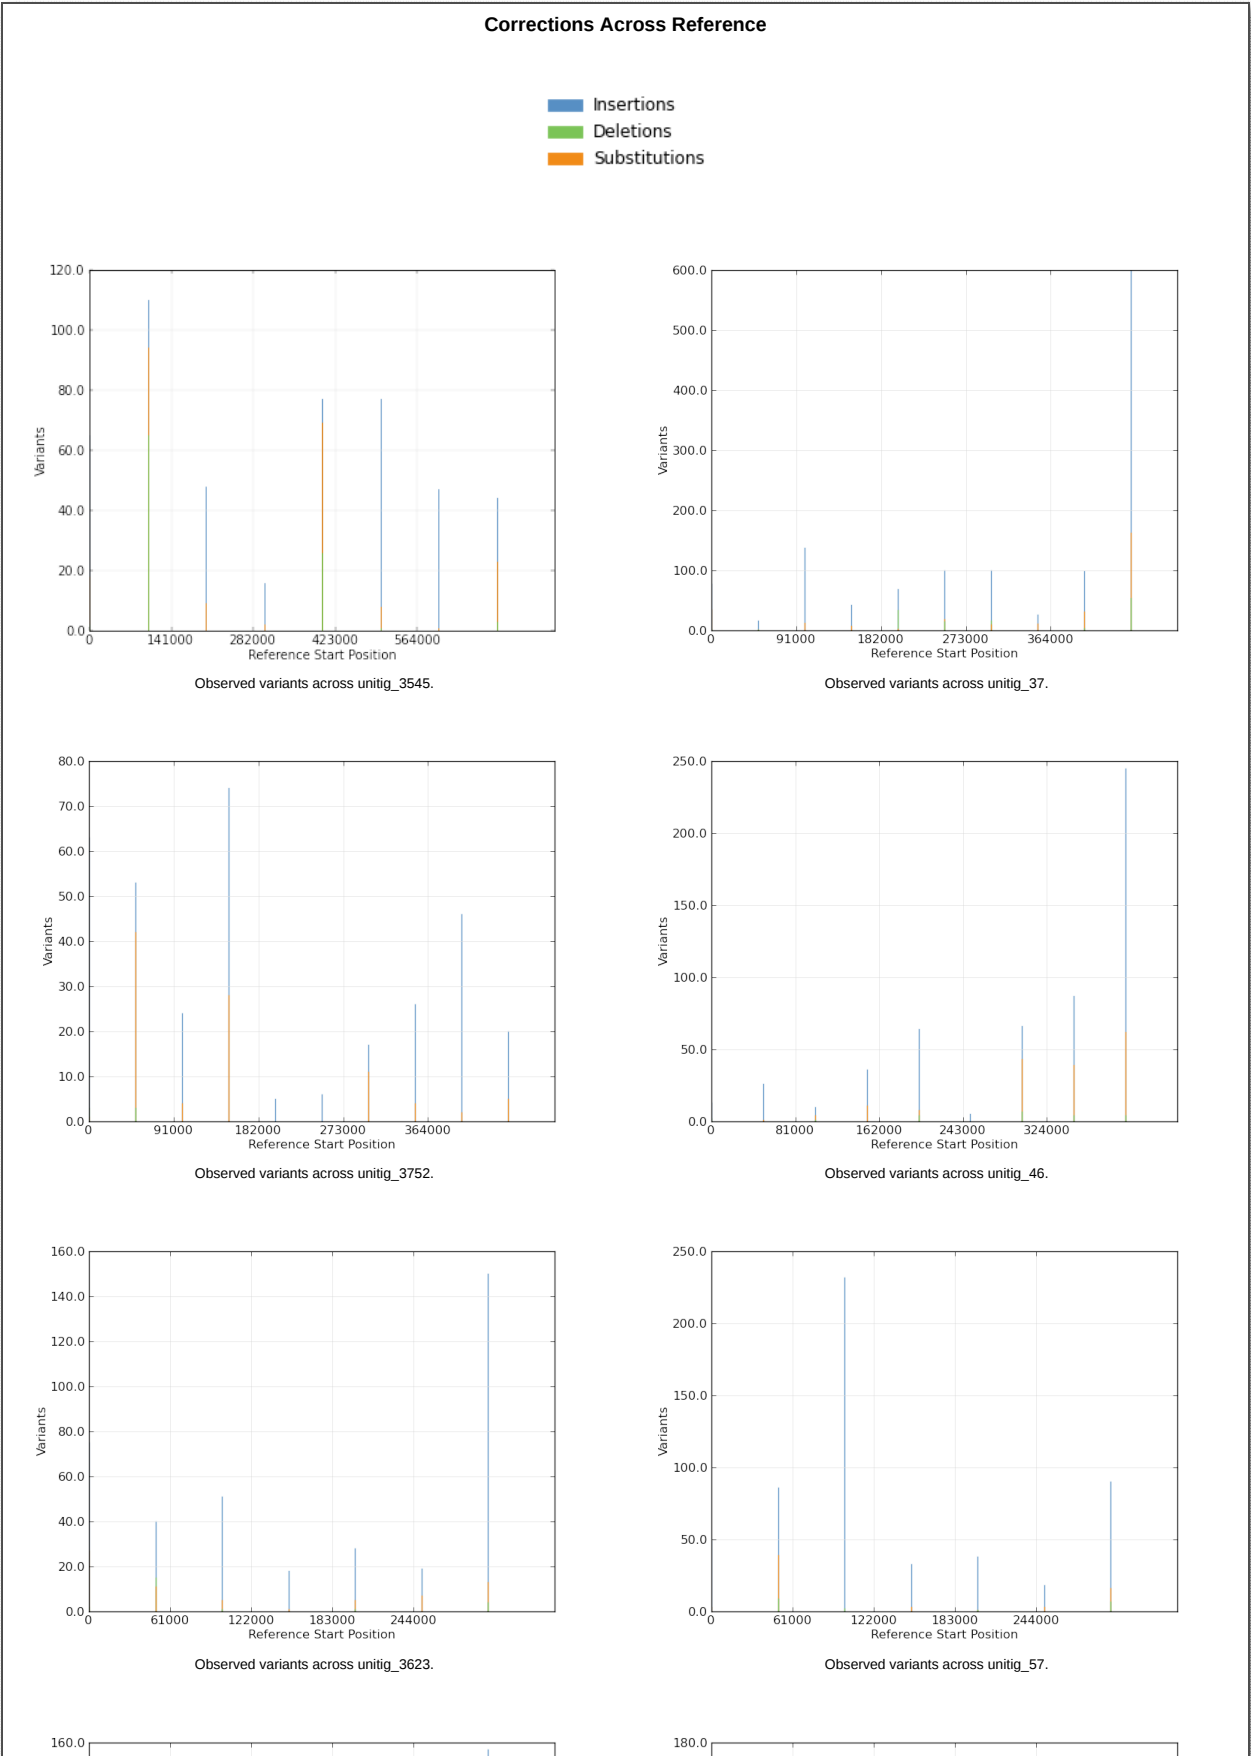 Corrections Across Reference
Insertions
Deletions
Substitutions
120.0
100.0
80.0
60.0
40.0
20.0
0.0
Variants
0 141000 282000 423000 564000
Reference Start Position
Observed variants across unitig_3545.
600.0
500.0
400.0
300.0
200.0
100.0
0.0
Variants
0 91000 182000 273000 364000
Reference Start Position
Observed variants across unitig_37.
80.0
70.0
60.0
50.0
40.0
30.0
20.0
10.0
0.0
Variants
0 91000 182000 273000 364000
Reference Start Position
Observed variants across unitig_3752.
250.0
200.0
150.0
100.0
50.0
0.0
Variants
0 81000 162000 243000 324000
Reference Start Position
Observed variants across unitig_46.
160.0
140.0
120.0
100.0
80.0
60.0
40.0
20.0
0.0
Variants
0 61000 122000 183000 244000
Reference Start Position
Observed variants across unitig_3623.
250.0
200.0
150.0
100.0
50.0
0.0
Variants
0 61000 122000 183000 244000
Reference Start Position
Observed variants across unitig_57.
160.0
180.0